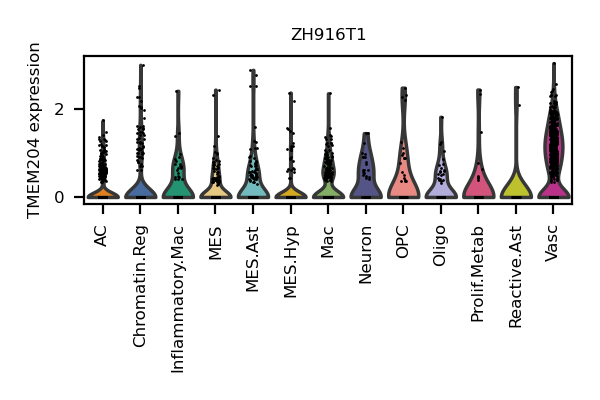 ZH916T1
TMEM204 expression
2
0
AC
Chromatin.Reg
Inflammatory.Mac
MES
MES.Ast
MES.Hyp
Mac
Neuron
OPC
Oligo
Prolif.Metab
Reactive.Ast
Vasc